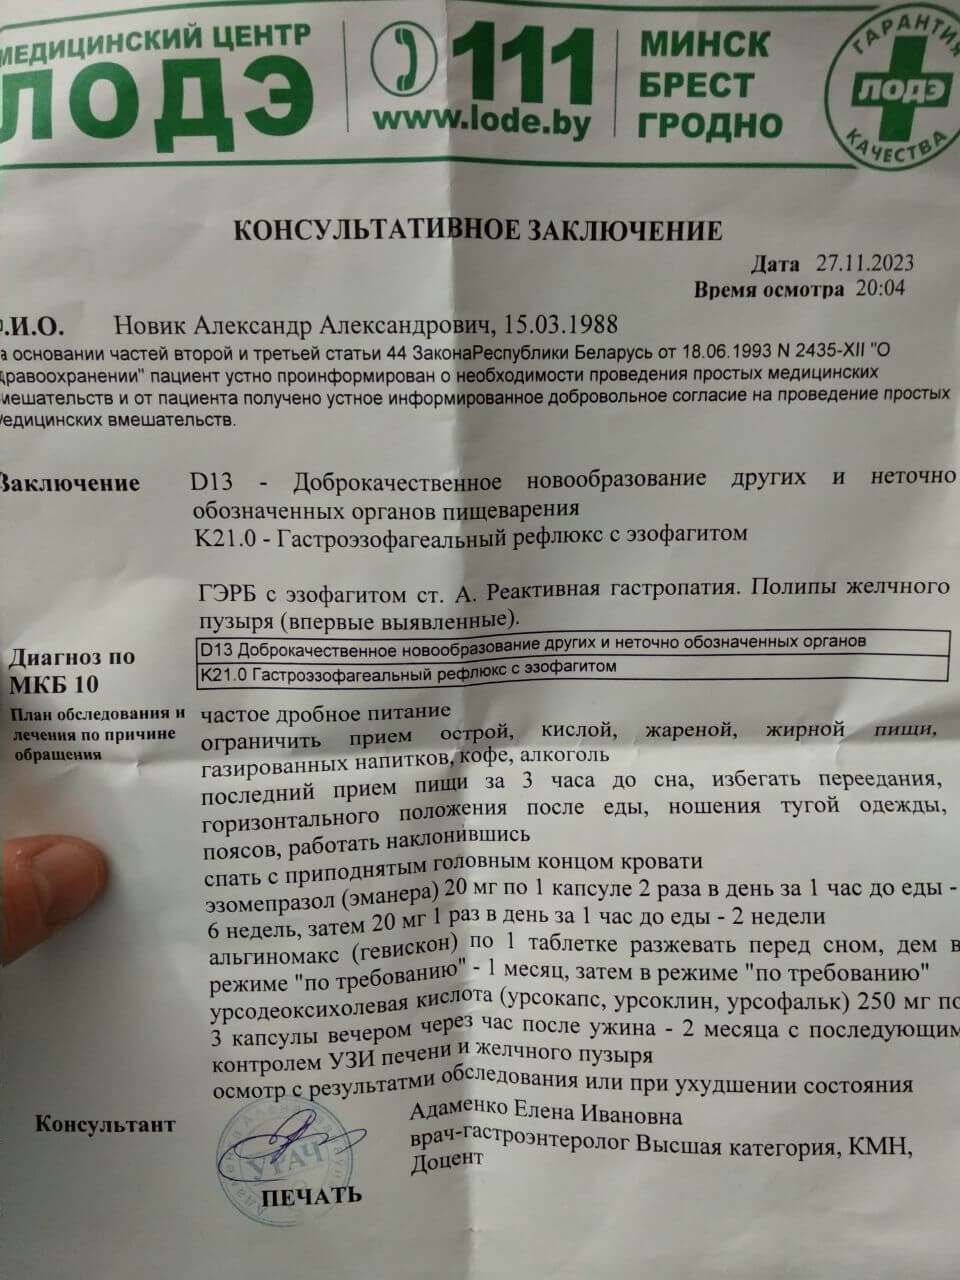 МЕДИЦИНСКИЙ ЦЕНТР
ЛОДЭ
111
www.lode.by
МИНСК
БРЕСТ
ГРОДНО
ГАРАНТИЯ
ЛОДЭ
КАЧЕСТВА
КОНСУЛЬТАТИВНОЕ ЗАКЛЮЧЕНИЕ
Дата 27.11.2023
Время осмотра 20:04
.И.О. Новик Александр Александрович, 15.03.1988
а основании частей второй и третьей статьи 44 ЗаконаРеспублики Беларусь от 18.06.1993 N 2435-XII "О
дравоохранении" пациент устно проинформирован о необходимости проведения простых медицинских
мешательств и от пациента получено устное информированное добровольное согласие на проведение простых
едицинских вмешательств.
Заключение D13 - Доброкачественное новообразование других и неточно
обозначенных органов пищеварения
K21.0 - Гастроэзофагеальный рефлюкс с эзофагитом
ГЭРБ с эзофагитом ст. А. Реактивная гастропатия. Полипы желчного
пузыря (впервые выявленные).
Диагноз по
МКБ 10
D13 Доброкачественное новообразование других и неточно обозначенных органов
K21.0 Гастроэзофагеальный рефлюкс с эзофагитом
План обследования и
лечения по причине
обращения
частое дробное питание
ограничить прием острой, кислой, жареной, жирной пищи,
газированных напитков, кофе, алкоголь
последний прием пищи за 3 часа до сна, избегать переедания,
горизонтального положения после еды, ношения тугой одежды,
поясов, работать наклонившись
спать с приподнятым головным концом кровати
эзомепразол (эманера) 20 мг по 1 капсуле 2 раза в день за 1 час до еды -
6 недель, затем 20 мг 1 раз в день за 1 час до еды - 2 недели
альгиномакс (гевискон) по 1 таблетке разжевать перед сном, дем в
режиме "по требованию" - 1 месяц, затем в режиме "по требованию"
урсодеоксихолевая кислота (урсокапс, урсоклин, урсофальк) 250 мг по
3 капсулы вечером через час после ужина - 2 месяца с последующим
контролем УЗИ печени и желчного пузыря
осмотр с результатми обследования или при ухудшении состояния
Консультант
Адаменко Елена Ивановна
врач-гастроэнтеролог Высшая категория, КМН,
Доцент
ВРАЧ
ПЕЧАТЬ